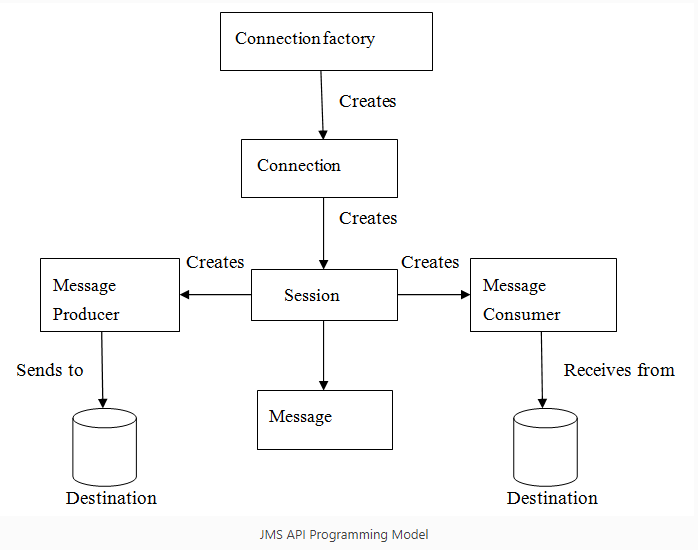 Connection factory
Creates
Connection
Creates
Creates
Creates
Message
Producer
Session
Message
Consumer
Sends to
Receives from
Message
Destination
Destination
JMS API Programming Model